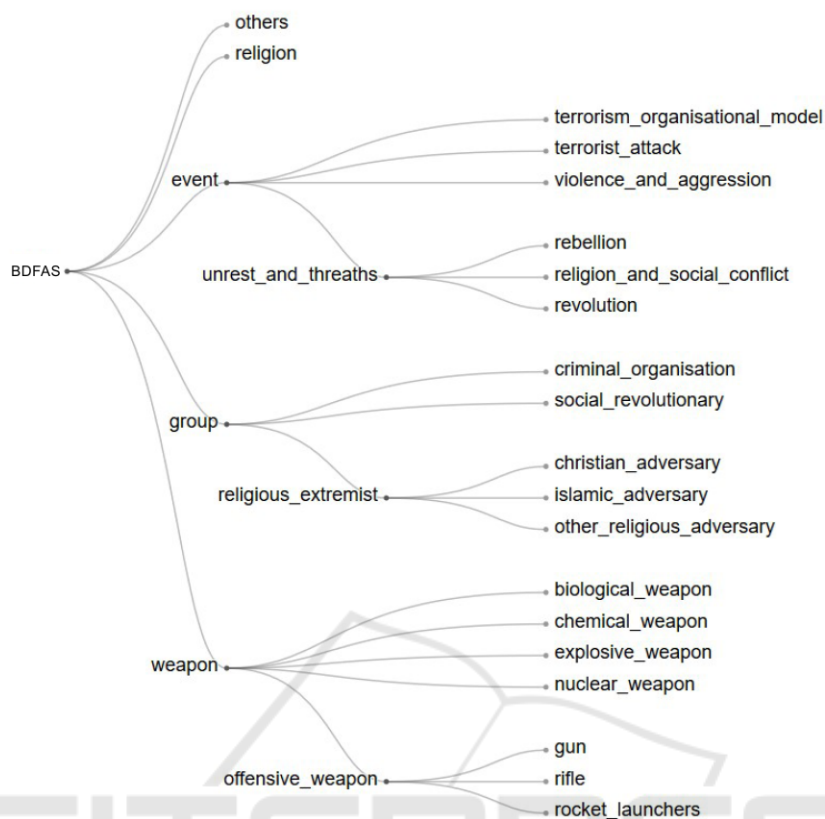 others
religion
terrorism_organisational_model
terrorist_attack
event
violence_and_aggression
rebellion
BDFAS
unrest_and_threaths
religion_and_social_conflict
revolution
criminal_organisation
social_revolutionary
group
christian_adversary
religious_extremist
islamic_adversary
other_religious_adversary
biological_weapon
chemical_weapon
explosive_weapon
weapon
nuclear_weapon
gun
offensive_weapon
rifle
rocket_launchers